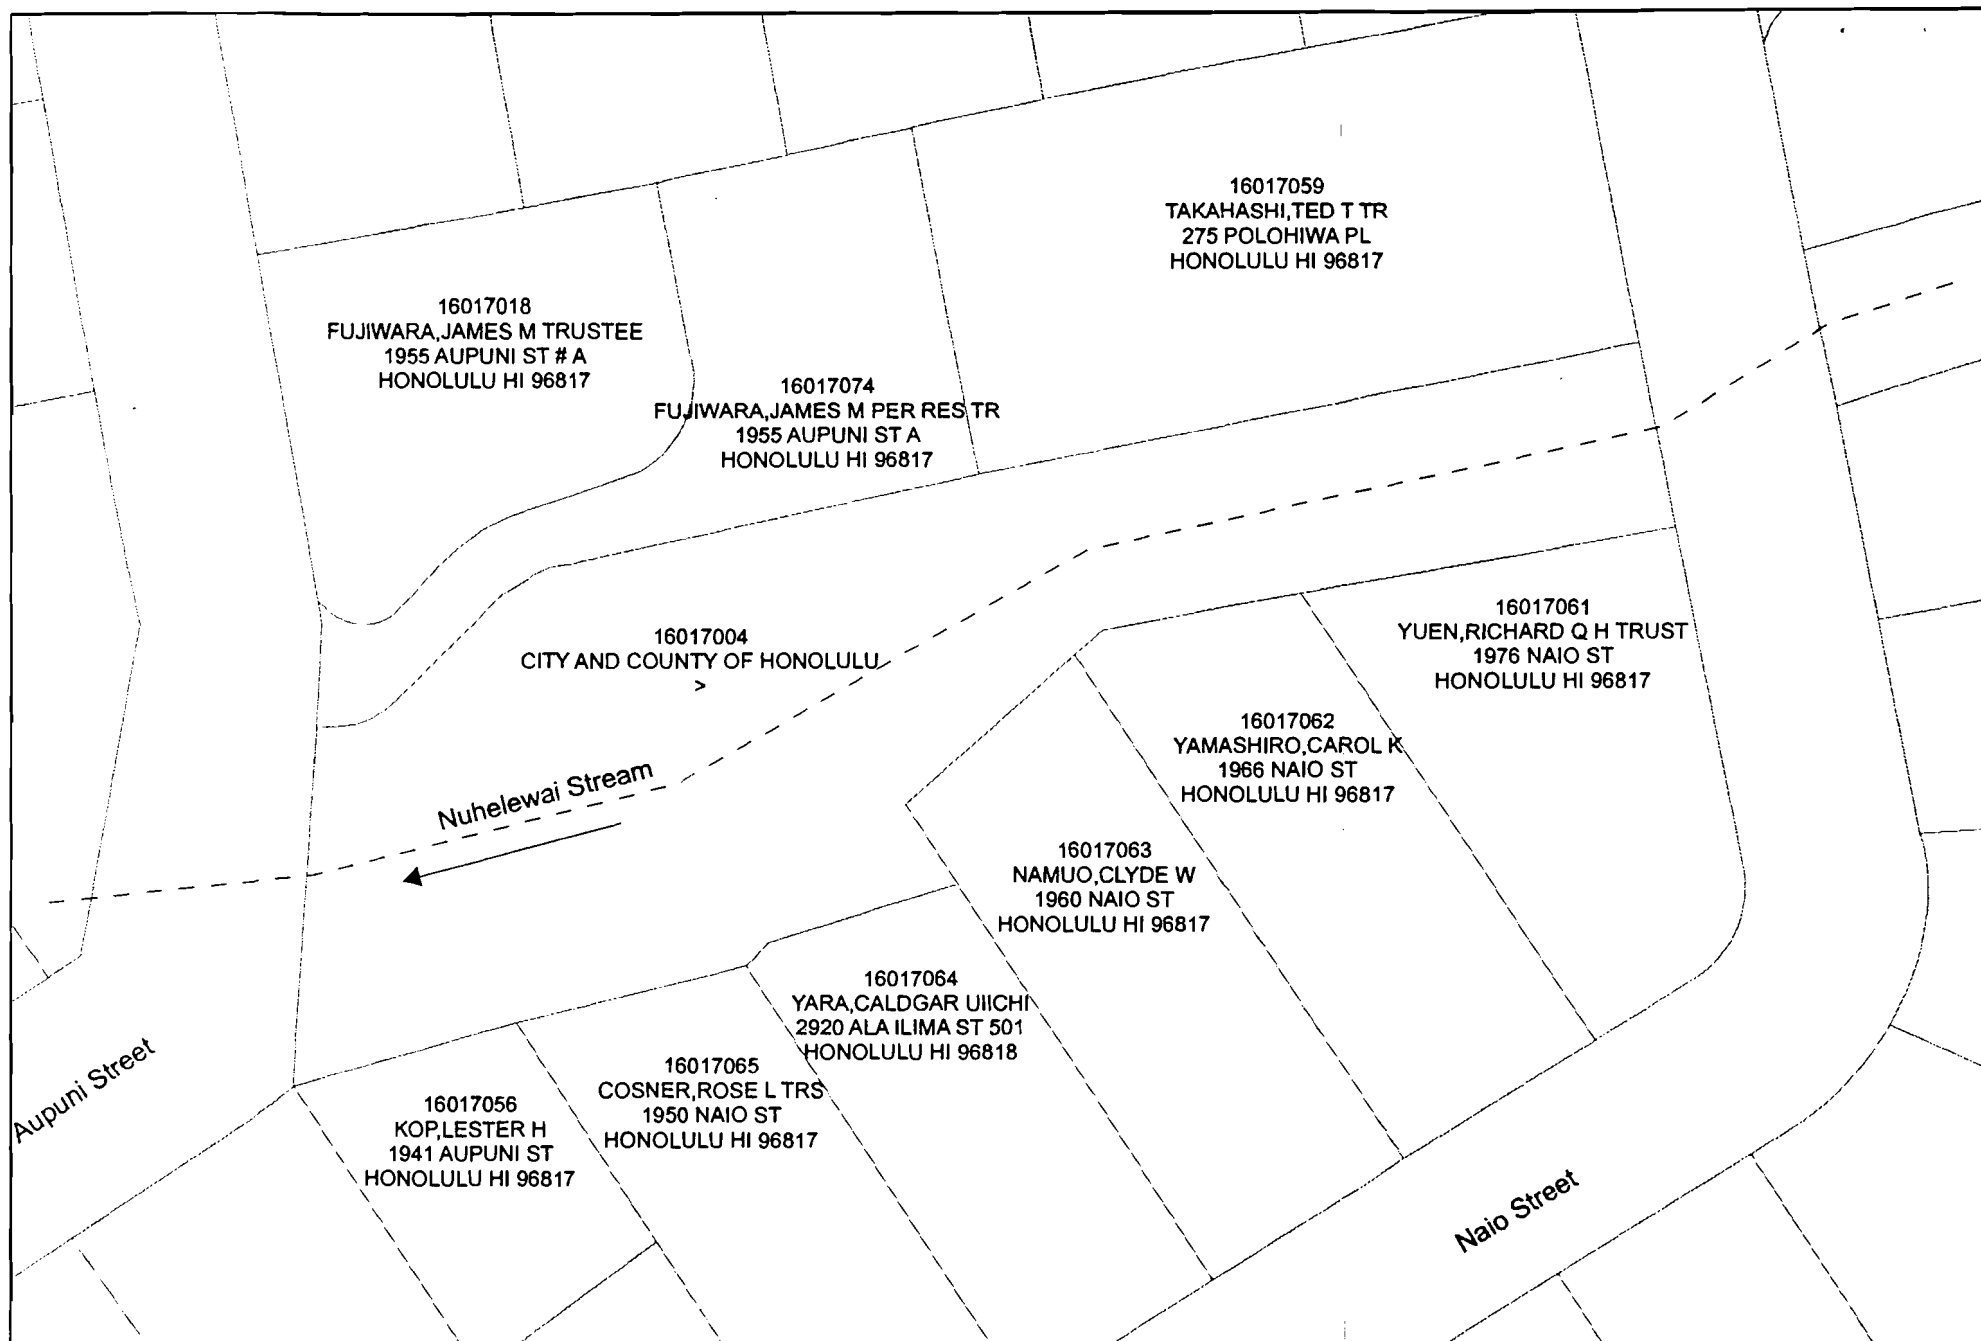 16017059
TAKAHASHI,TED T TR
275 POLOHIWA PL
HONOLULU HI 96817
16017018
FUJIWARA,JAMES M TRUSTEE
1955 AUPUNI ST # A
HONOLULU HI 96817
16017074
FUJIWARA,JAMES M PER RES TR
1955 AUPUNI ST A
HONOLULU HI 96817
16017004
CITY AND COUNTY OF HONOLULU
>
16017061
YUEN,RICHARD Q H TRUST
1976 NAIO ST
HONOLULU HI 96817
16017062
YAMASHIRO,CAROL K
1966 NAIO ST
HONOLULU HI 96817
Nuhelewai Stream
16017063
NAMUO,CLYDE W
1960 NAIO ST
HONOLULU HI 96817
16017064
YARA,CALDGAR UIICHI
2920 ALA ILIMA ST 501
HONOLULU HI 96818
16017065
COSNER,ROSE L TRS
1950 NAIO ST
HONOLULU HI 96817
16017056
KOP,LESTER H
1941 AUPUNI ST
HONOLULU HI 96817
Aupuni Street
Naio Street